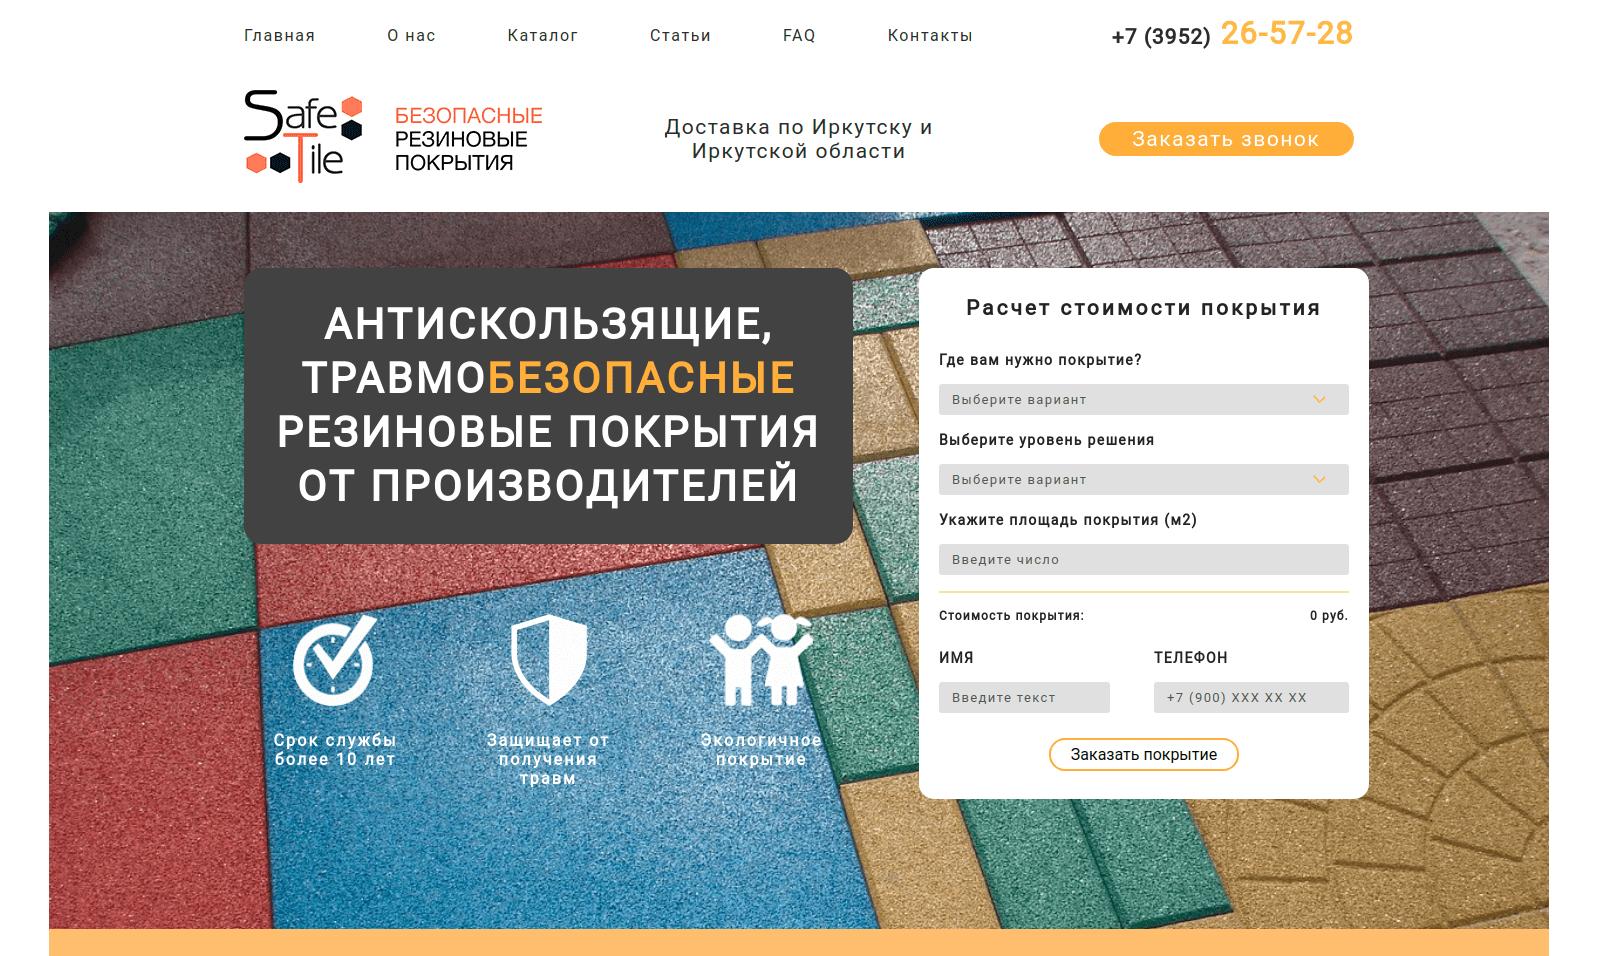 Главная О нас Каталог Статьи FAQ Контакты +7 (3952) 26-57-28
Safe Tile
БЕЗОПАСНЫЕ
РЕЗИНОВЫЕ
ПОКРЫТИЯ
Доставка по Иркутску и
Иркутской области
Заказать звонок
АНТИСКОЛЬЗЯЩИЕ,
ТРАВМОБЕЗОПАСНЫЕ
РЕЗИНОВЫЕ ПОКРЫТИЯ
ОТ ПРОИЗВОДИТЕЛЕЙ
Срок службы
более 10 лет
Защищает от
получения
травм
Экологичное
покрытие
Расчет стоимости покрытия
Где вам нужно покрытие?
Выберите вариант
Выберите уровень решения
Выберите вариант
Укажите площадь покрытия (м2)
Введите число
Стоимость покрытия: 0 руб.
ИМЯ ТЕЛЕФОН
Введите текст +7 (900) XXX XX XX
Заказать покрытие